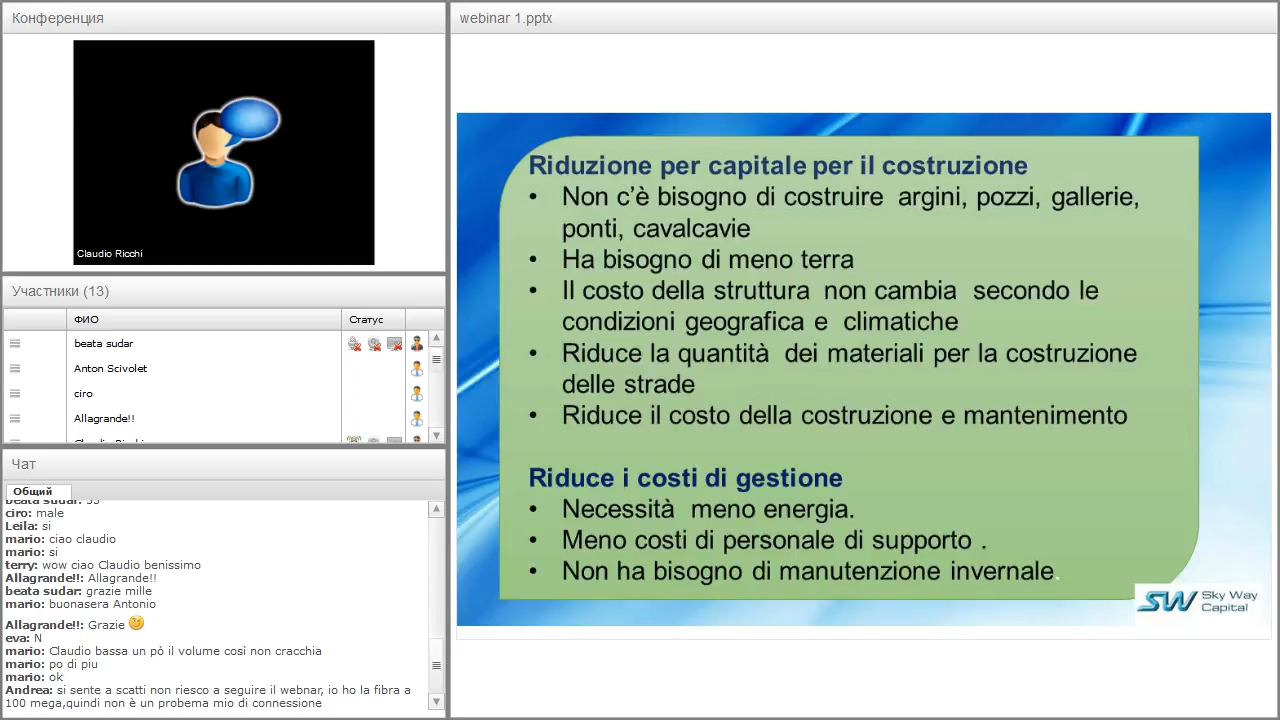 Конференция
Claudio Ricchi
Участники (13)
ФИО
Статус
beata sudar
Anton Scivolet
ciro
Allagrande!!
Чат
Общий
beata sudar:
ciro: male
Leila: si
mario: ciao claudio
mario: si
terry: wow ciao Claudio benissimo
Allagrande!!: Allagrande!!
beata sudar: grazie mille
mario: buonasera Antonio
Allagrande!!: Grazie
eva: N
mario: Claudio bassa un pò il volume così non cracchia
mario: po di piu
mario: ok
Andrea: si sente a scatti non riesco a seguire il webnar, io ho la fibra a
100 mega,quindi non è un prvbema mio di connessione
webinar 1.pptx
Riduzione per capitale per il costruzione
• Non c’è bisogno di costruire argini, pozzi, gallerie,
ponti, cavalcavie
• Ha bisogno di meno terra
• Il costo della struttura non cambia secondo le
condizioni geografica e climatiche
• Riduce la quantità dei materiali per la costruzione
delle strade
• Riduce il costo della costruzione e mantenimento
Riduce i costi di gestione
• Necessità meno energia.
• Meno costi di personale di supporto .
• Non ha bisogno di manutenzione invernale.
SW Sky Way
Capital